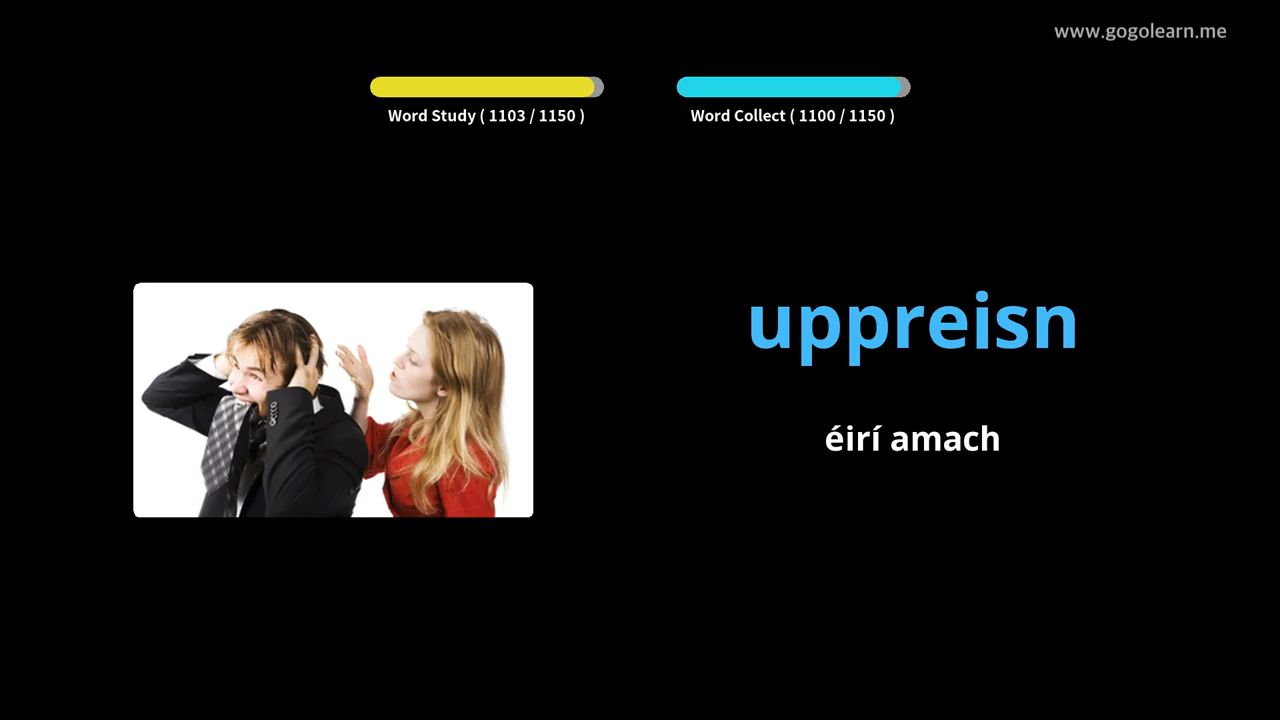 www.gogolearn.me
Word Study ( 1103 / 1150 )
Word Collect ( 1100 / 1150 )
uppreisn
éirí amach